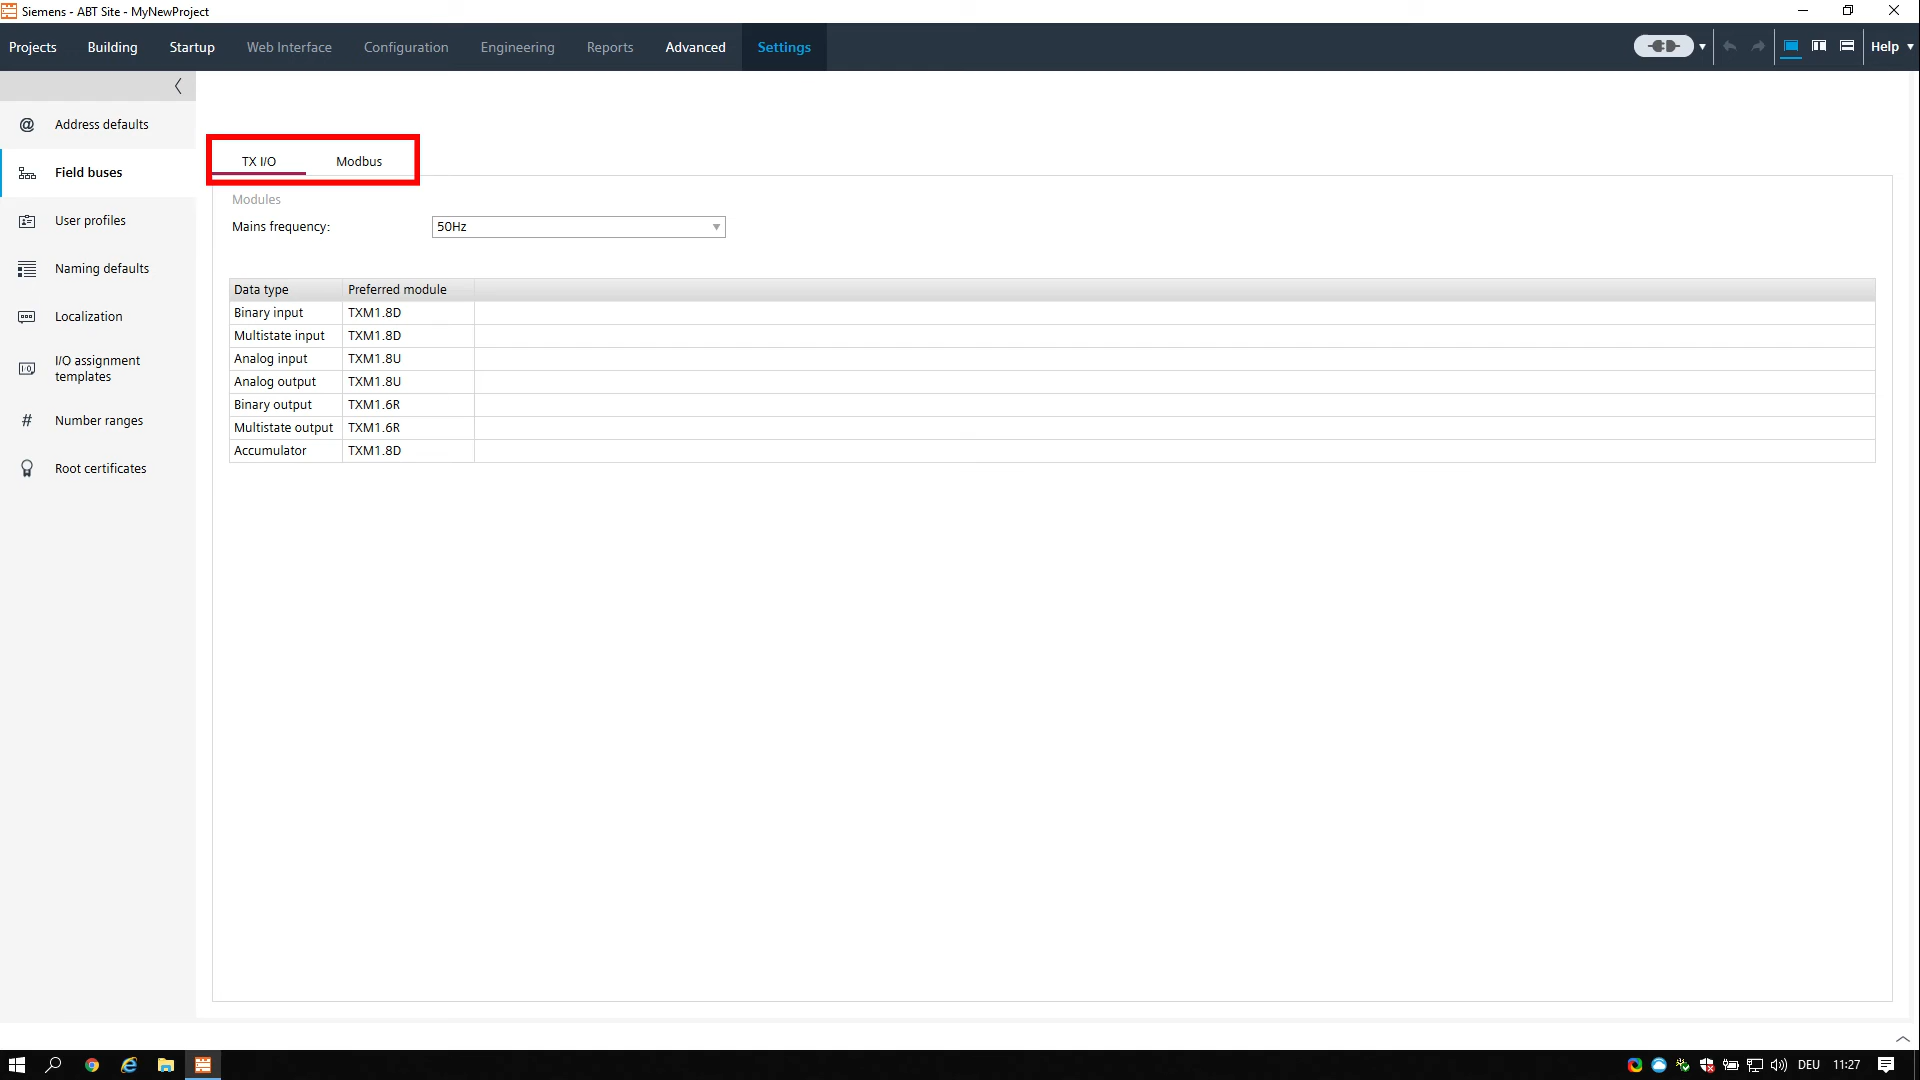 Siemens - ABT Site - MyNewProject
Projects Building Startup Web Interface Configuration Engineering Reports Advanced Settings Help
Address defaults
Field buses
User profiles
Naming defaults
Localization
I/O assignment
templates
Number ranges
Root certificates
TX I/O Modbus
Modules
Mains frequency: 50Hz
Data type Preferred module
Binary input TXM1.8D
Multistate input TXM1.8D
Analog input TXM1.8U
Analog output TXM1.8U
Binary output TXM1.6R
Multistate output TXM1.6R
Accumulator TXM1.8D
DEU 11:27